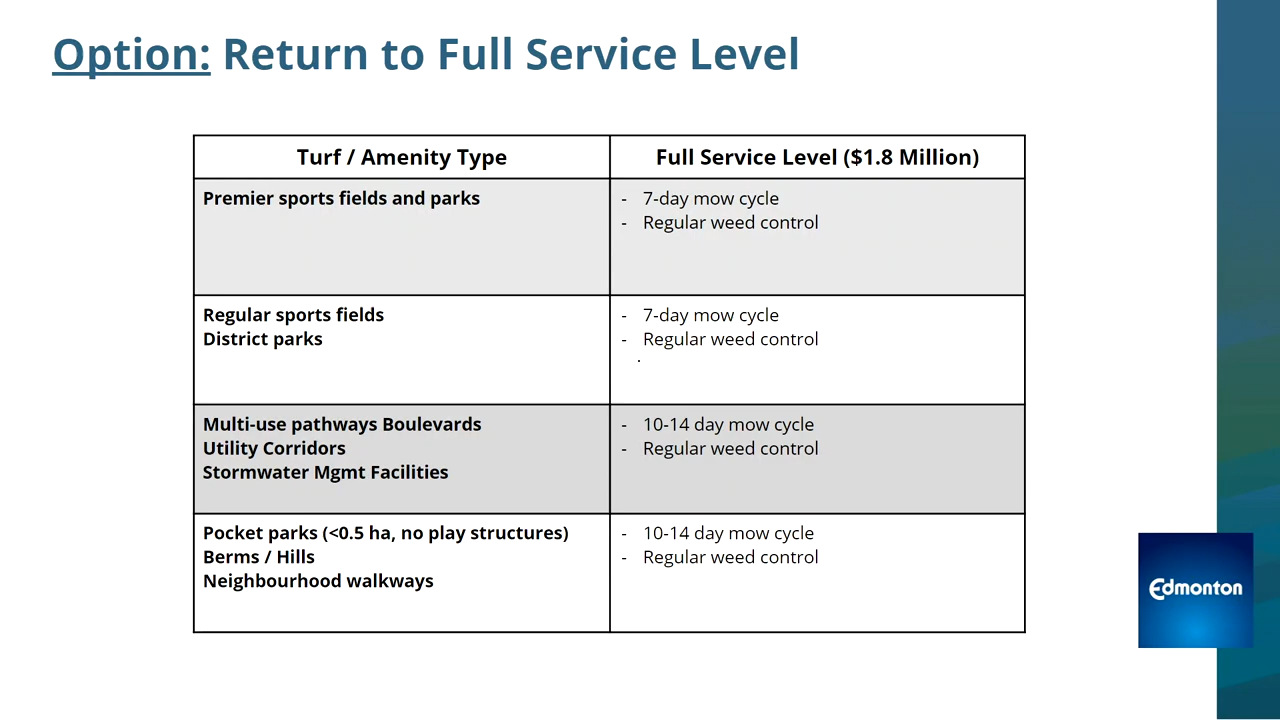 Option: Return to Full Service Level
Turf / Amenity Type
Full Service Level ($1.8 Million)
Premier sports fields and parks
- 7-day mow cycle
- Regular weed control
Regular sports fields
District parks
- 7-day mow cycle
- Regular weed control
Multi-use pathways Boulevards
Utility Corridors
Stormwater Mgmt Facilities
- 10-14 day mow cycle
- Regular weed control
Pocket parks (<0.5 ha, no play structures)
Berms / Hills
Neighbourhood walkways
- 10-14 day mow cycle
- Regular weed control
Edmonton